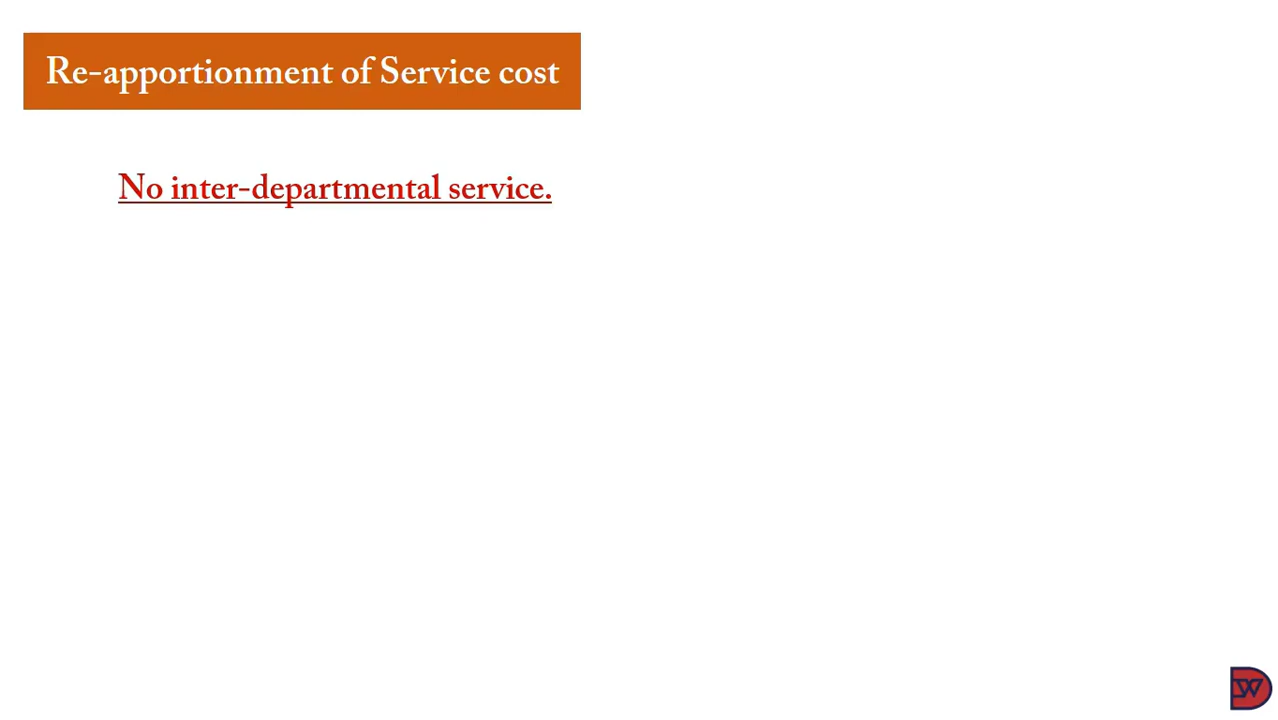 Re-apportionment of Service cost
No inter-departmental service.